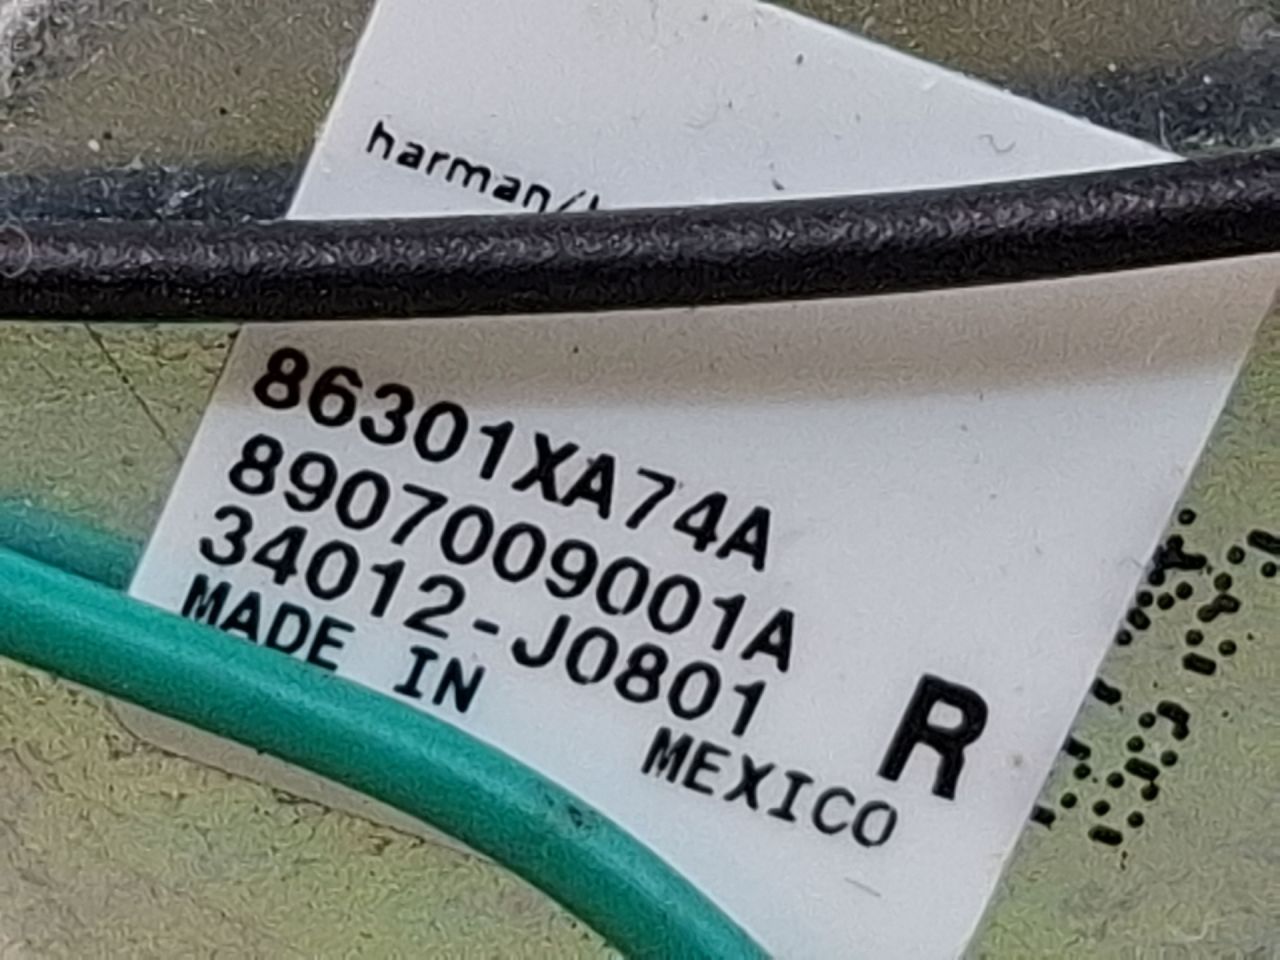 harman/
86301XA74A
8907009001A
34012-J0801
MADE IN MEXICO
R